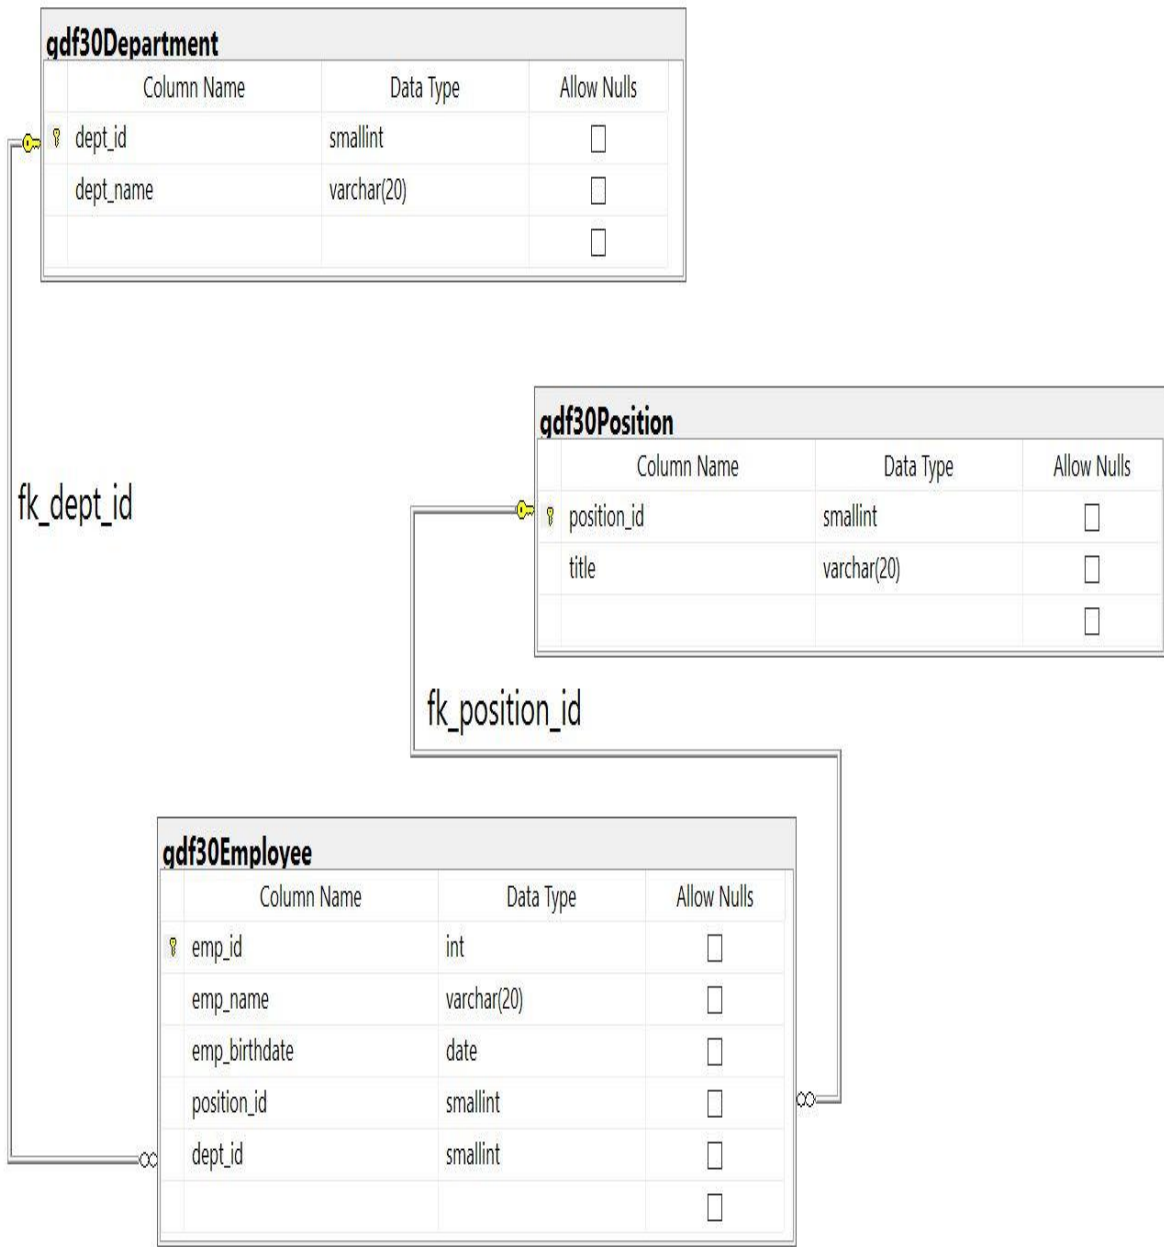 gdf30Department
Column Name Data Type Allow Nulls
dept_id smallint
dept_name varchar(20)
gdf30Position
Column Name Data Type Allow Nulls
fk_dept_id
position_id smallint
title varchar(20)
fk_position_id
gdf30Employee
Column Name Data Type Allow Nulls
emp_id int
emp_name varchar(20)
emp_birthdate date
position_id smallint
dept_id smallint